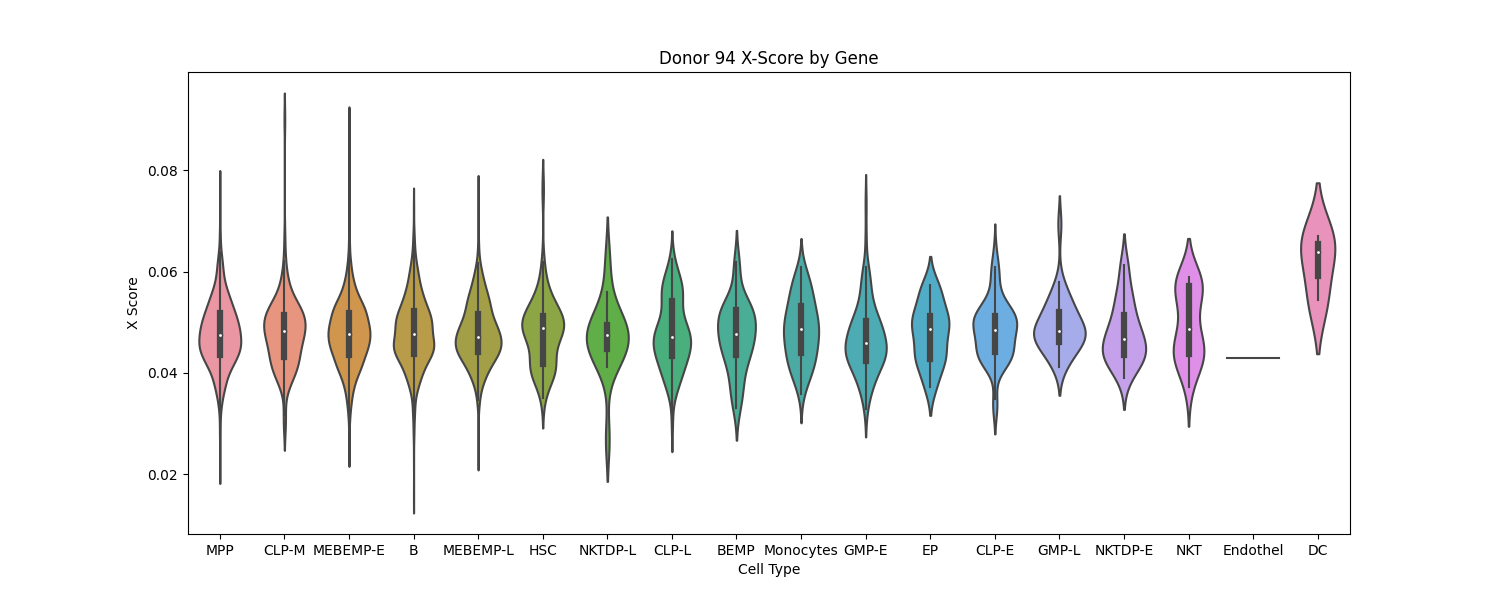 Donor 94 X-Score by Gene
X Score
0.08
0.06
0.04
0.02
MPP CLP-M MEBEMP-E B MEBEMP-L HSC NKTDP-L CLP-L BEMP Monocytes GMP-E EP CLP-E GMP-L NKTDP-E NKT Endothel DC
Cell Type